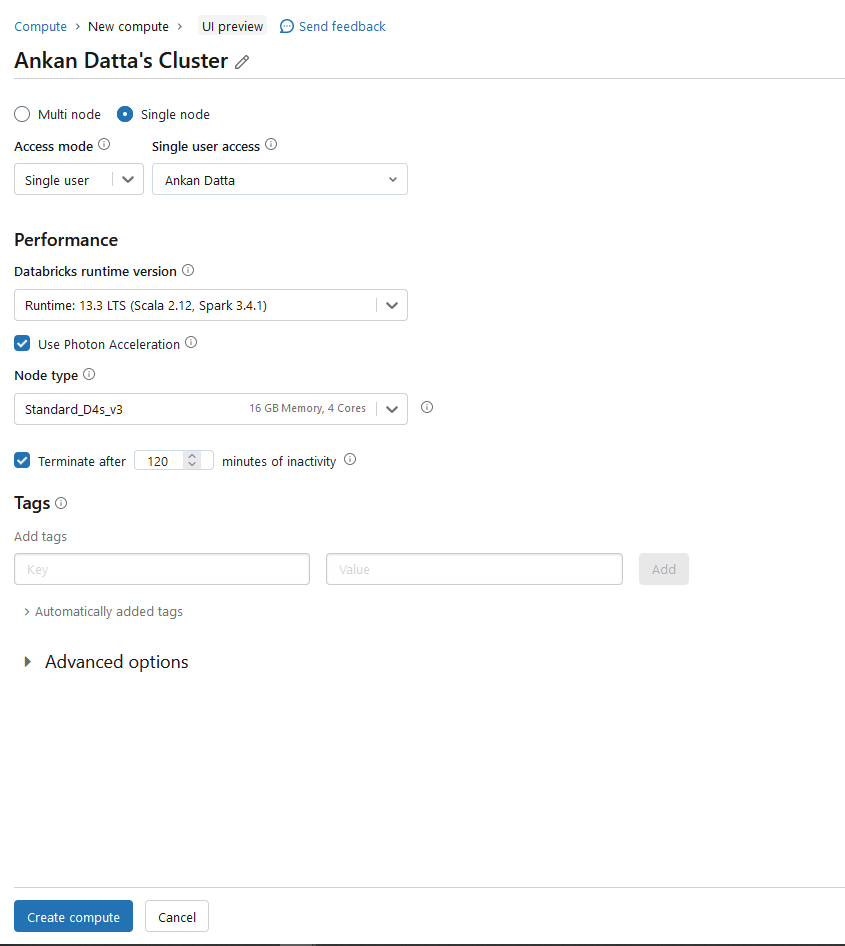 Compute > New compute > UI preview Send feedback
Ankan Datta's Cluster
Multi node Single node
Access mode Single user access
Single user Ankan Datta
Performance
Databricks runtime version
Runtime: 13.3 LTS (Scala 2.12, Spark 3.4.1)
Use Photon Acceleration
Node type
Standard_D4s_v3 16 GB Memory, 4 Cores
Terminate after 120 minutes of inactivity
Tags
Add tags
Key Value Add
> Automatically added tags
Advanced options
Create compute Cancel